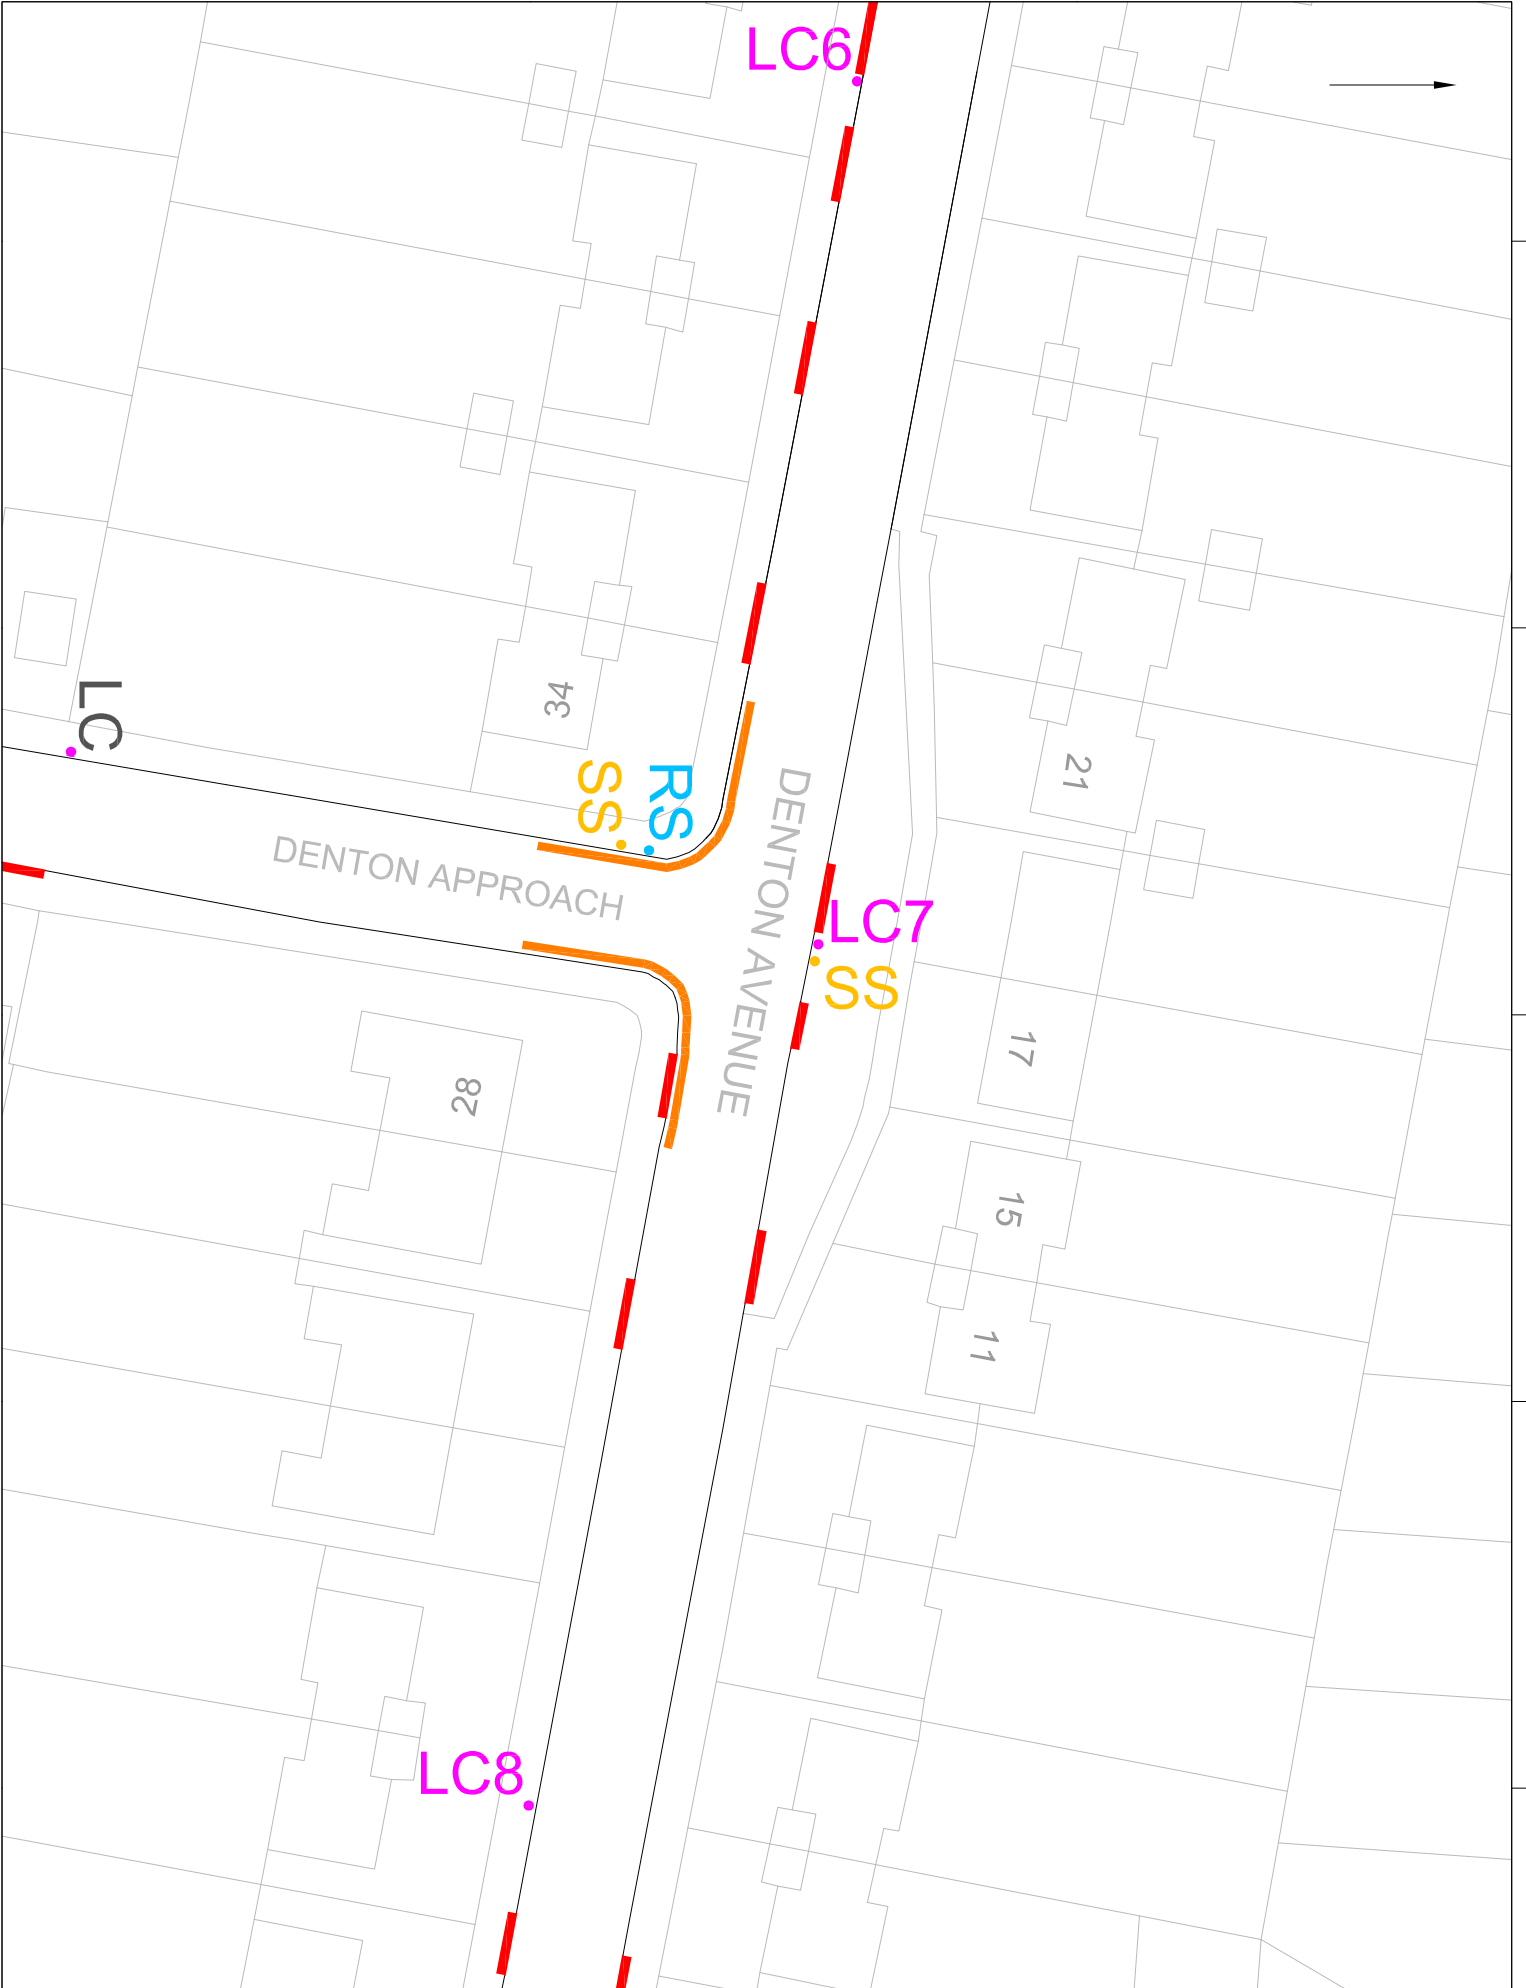 LC6
34
LC
SS
RS
21
DENTON APPROACH
DENTON AVENUE
LC7
SS
17
28
15
11
LC8